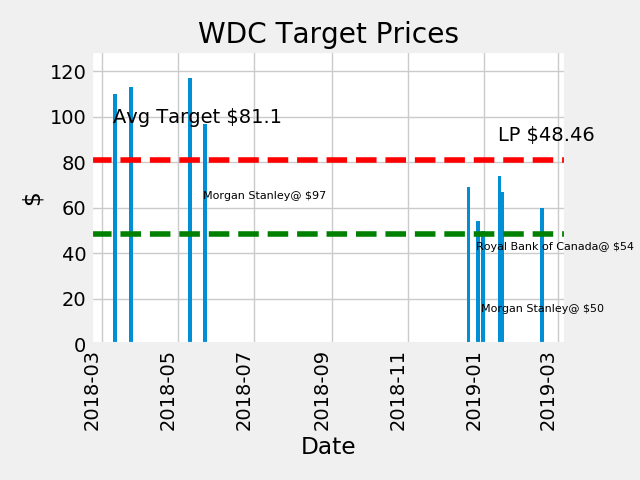 WDC Target Prices
120
100
80
60
40
20
0
$
Avg Target $81.1
LP $48.46
Morgan Stanley@ $97
Royal Bank of Canada@ $54
Morgan Stanley@ $50
2018-03
2018-05
2018-07
2018-09
2018-11
2019-01
2019-03
Date